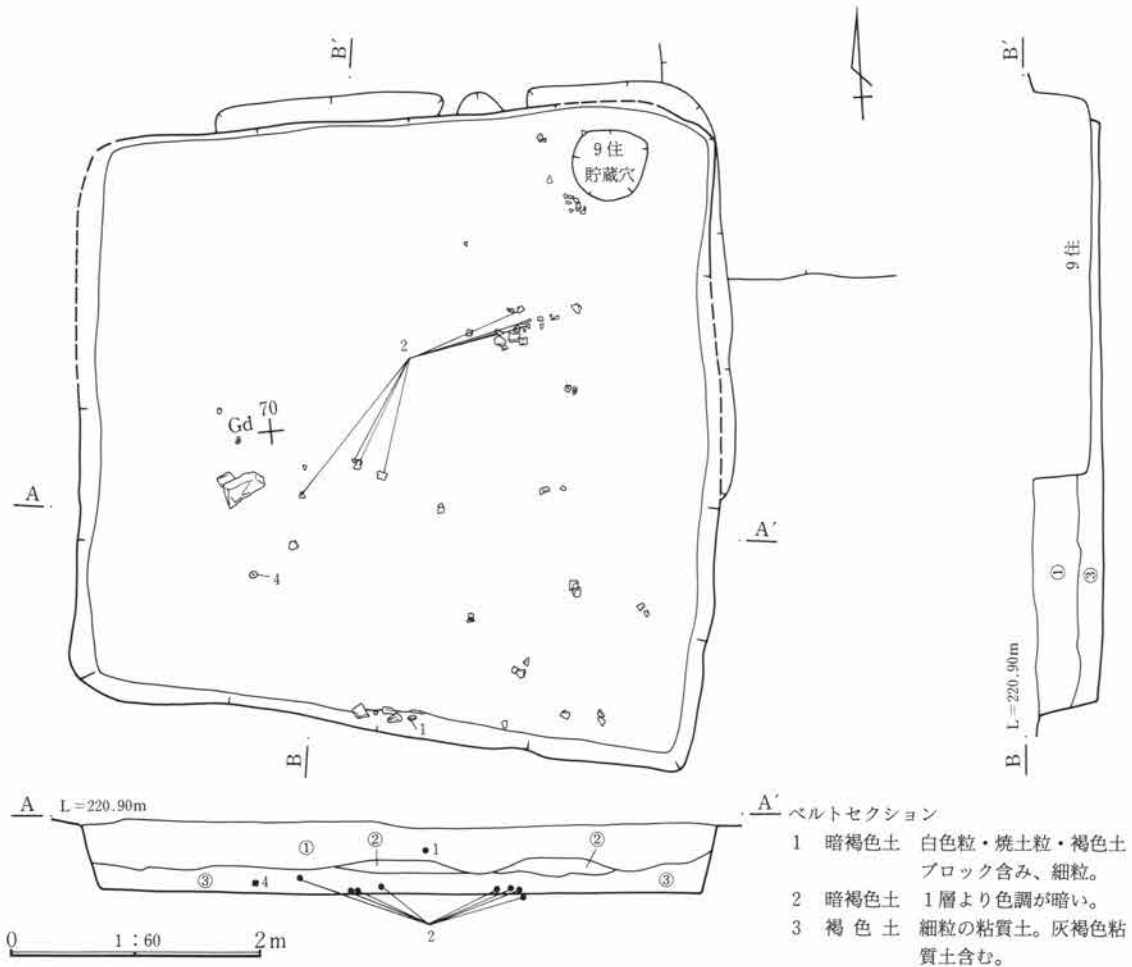 B′
B′
9住
貯蔵穴
9住
2
70
Gd
A
A′
4
①
③
1
L=220.90m
B
B
A
L=220.90m
A′
①
②
②
1
③
4
③
2
0
1：60
2m
ベルトセクション
1 暗褐色土 白色粒・焼土粒・褐色土
ブロック含み、細粒。
2 暗褐色土 1層より色調が暗い。
3 褐色土 細粒の粘質土。灰褐色粘
質土含む。